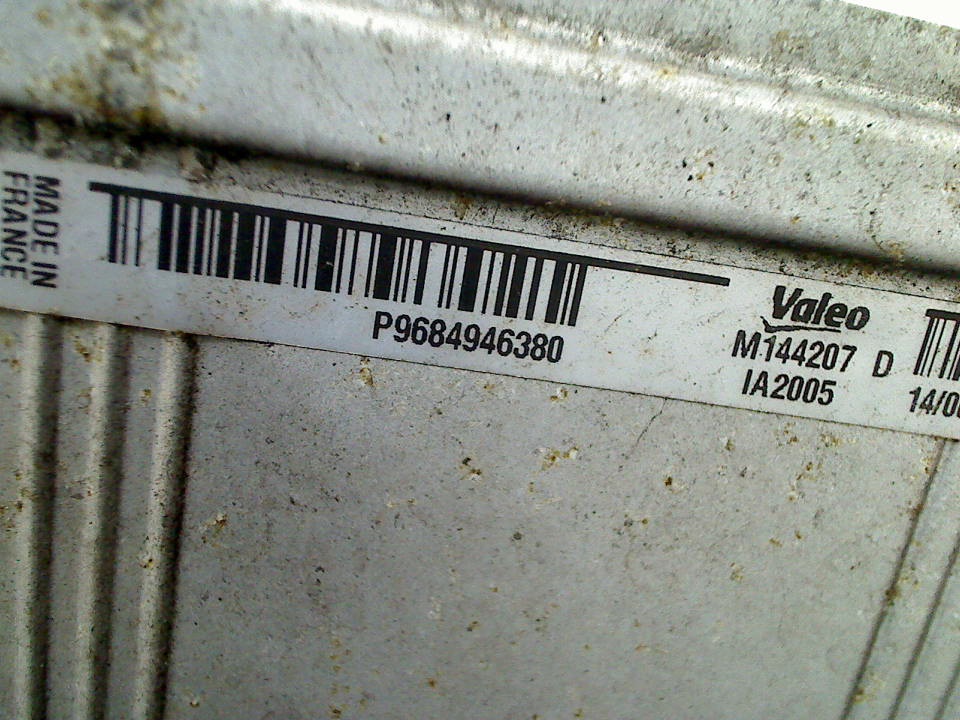 MADE IN
FRANCE
P9684946380
Valeo
M144207 D
IA2005